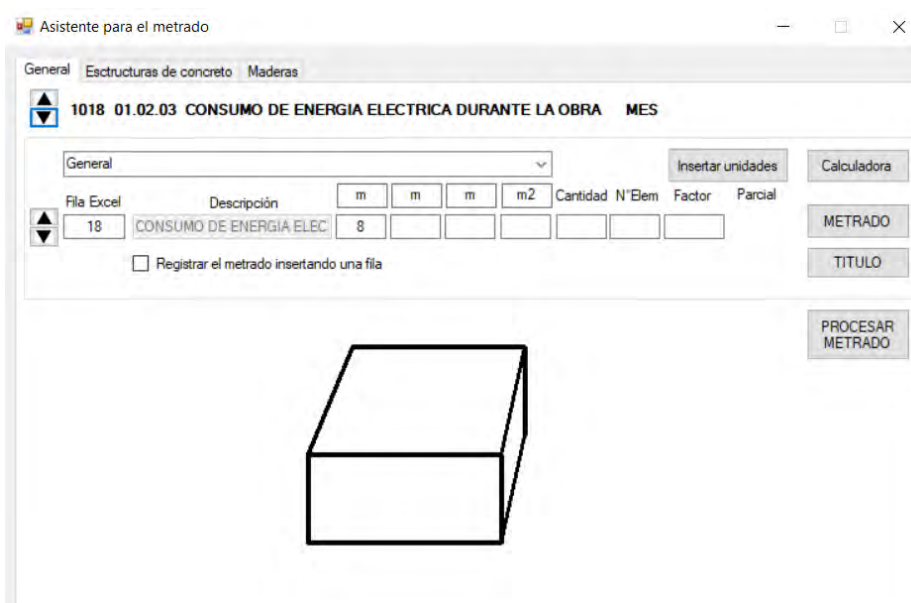 Asistente para el metrado
General Esctructuras de concreto Maderas
1018 01.02.03 CONSUMO DE ENERGIA ELECTRICA DURANTE LA OBRA MES
General Insertar unidades Calculadora
Fila Excel Descripción m m m m2 Cantidad N°Elem Factor Parcial
18 CONSUMO DE ENERGIA ELEC 8 METRADO
Registrar el metrado insertando una fila TITULO
PROCESAR
METRADO